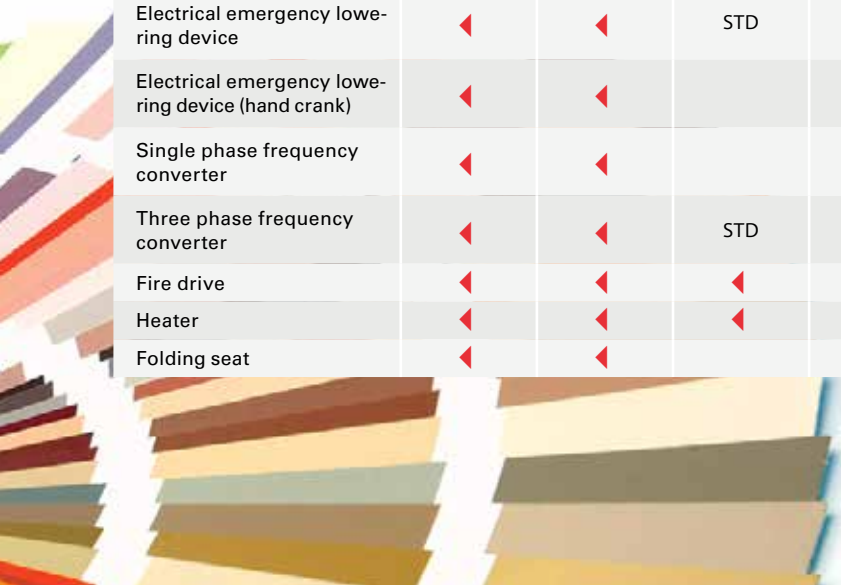 Electrical emergency lowe-
ring device
STD
Electrical emergency lowe-
ring device (hand crank)
Single phase frequency
converter
Three phase frequency
converter
STD
Fire drive
Heater
Folding seat